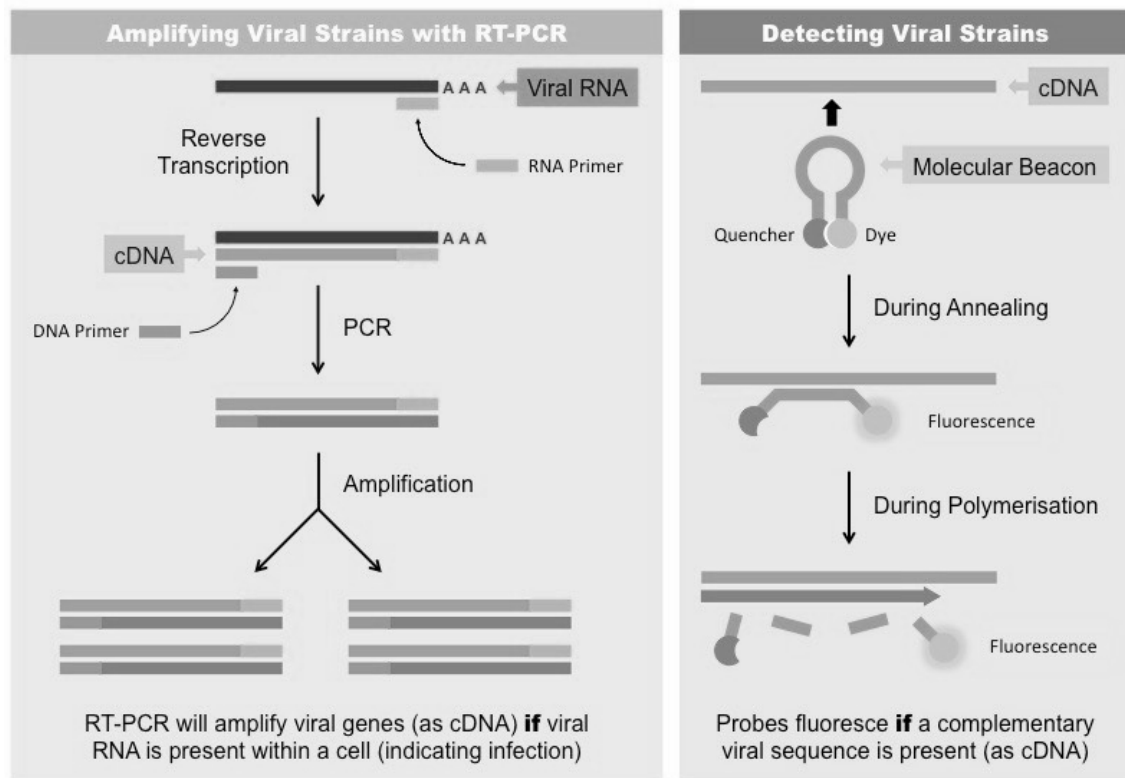 Amplifying Viral Strains with RT-PCR
A A A
Viral RNA
Reverse
Transcription
RNA Primer
cDNA
A A A
DNA Primer
PCR
Amplification
RT-PCR will amplify viral genes (as cDNA) if viral
RNA is present within a cell (indicating infection)
Detecting Viral Strains
cDNA
Molecular Beacon
Quencher
Dye
During Annealing
Fluorescence
During Polymerisation
Fluorescence
Probes fluoresce if a complementary
viral sequence is present (as cDNA)